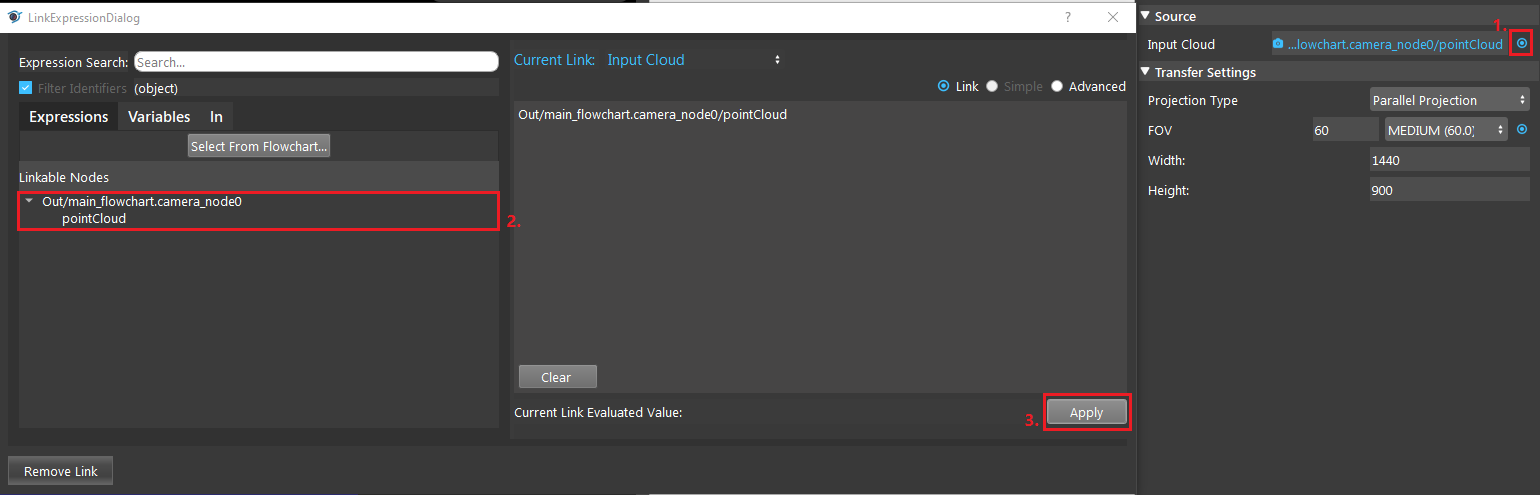 LinkExpressionDialog
?
Expression Search:
Search...
Filter Identifiers
(object)
Expressions
Variables
In
Select From Flowchart...
Linkable Nodes
Out/main_flowchart.camera_node0
pointCloud
2.
Current Link:
Input Cloud
Link
Simple
Advanced
Out/main_flowchart.camera_node0/pointCloud
Clear
Current Link Evaluated Value:
3.
Apply
Remove Link
Source
1.
Input Cloud
...lowchart.camera_node0/pointCloud
Transfer Settings
Projection Type
Parallel Projection
FOV
60
MEDIUM (60.0)
Width:
1440
Height:
900